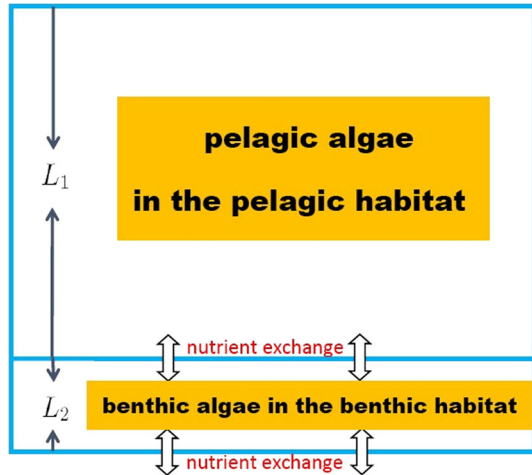 pelagic algae
in the pelagic habitat
L₁
nutrient exchange
L₂
benthic algae in the benthic habitat
nutrient exchange